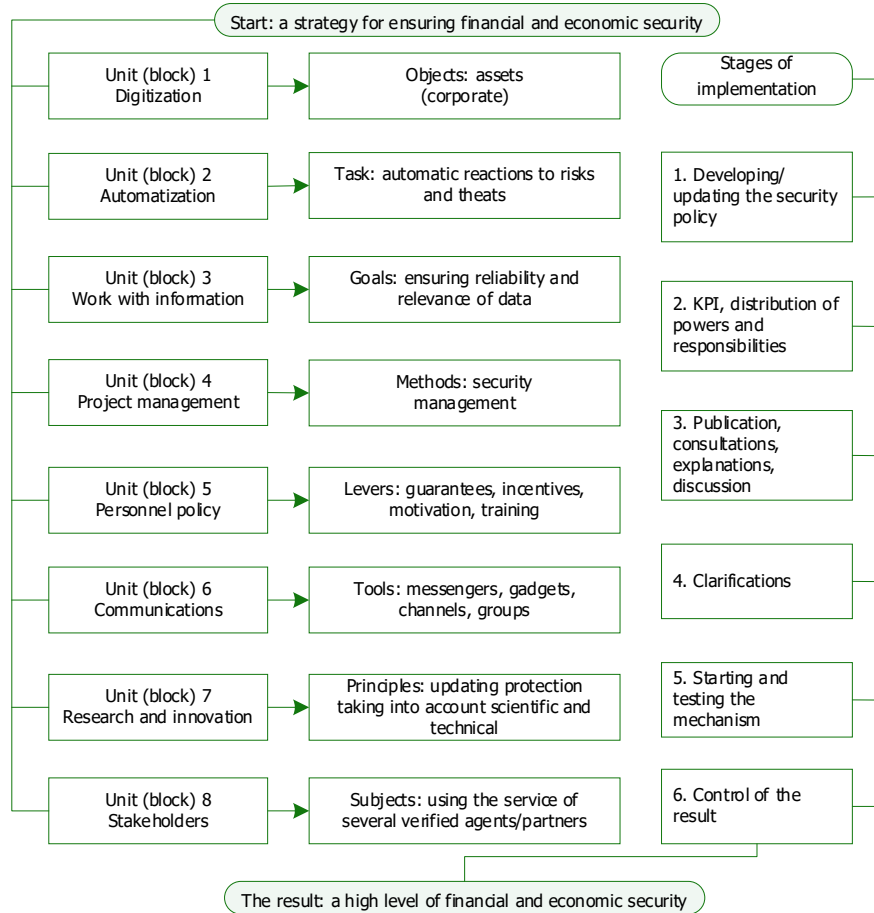 Start: a strategy for ensuring financial and economic security
Unit (block) 1
Digitization
Objects: assets
(corporate)
Unit (block) 2
Automatization
Task: automatic reactions to risks
and threats
Unit (block) 3
Work with information
Goals: ensuring reliability and
relevance of data
Unit (block) 4
Project management
Methods: security
management
Unit (block) 5
Personnel policy
Levers: guarantees, incentives,
motivation, training
Unit (block) 6
Communications
Tools: messengers, gadgets,
channels, groups
Unit (block) 7
Research and innovation
Principles: updating protection
taking into account scientific and
technical
Unit (block) 8
Stakeholders
Subjects: using the service of
several verified agents/partners
Stages of
implementation
1. Developing/
updating the security
policy
2. KPI, distribution of
powers and
responsibilities
3. Publication,
consultations,
explanations,
discussion
4. Clarifications
5. Starting and
testing the
mechanism
6. Control of the
result
The result: a high level of financial and economic security